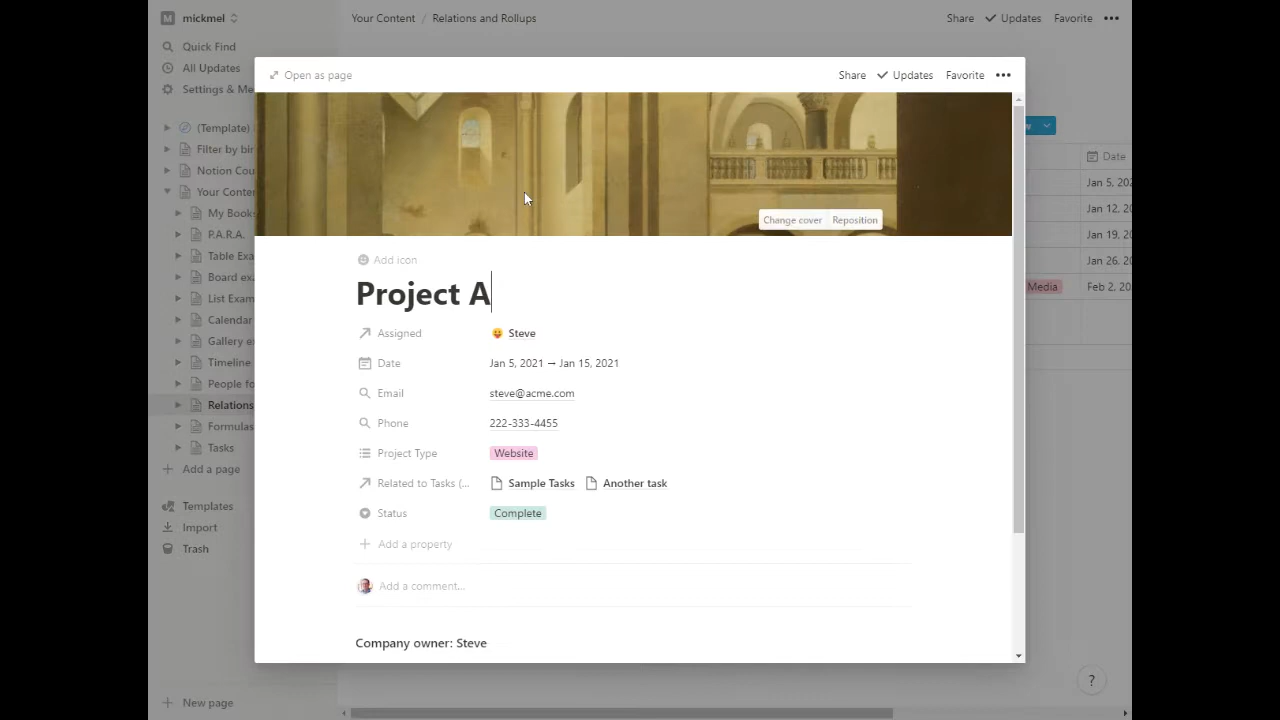 M mickmel
Your Content / Relations and Rollups
Share Updates Favorite •••
Quick Find
All Updates
Settings & Me
(Template)
Filter by bir
Notion Cou
Your Conte
My Books
P.A.R.A.
Table Exa
Board exa
List Exam
Calendar
Gallery e
Timeline
People fo
Relations
Formulas
Tasks
Add a page
Templates
Import
Trash
New page
Open as page
Share Updates Favorite •••
Change cover Reposition
Add icon
Project A
Assigned Steve
Date Jan 5, 2021 → Jan 15, 2021
Email steve@acme.com
Phone 222-333-4455
Project Type Website
Related to Tasks (... Sample Tasks Another task
Status Complete
Add a property
Add a comment...
Company owner: Steve
Date
Jan 5, 202
Jan 12, 20
Jan 19, 20
Jan 26, 20
Media Feb 2, 20
?